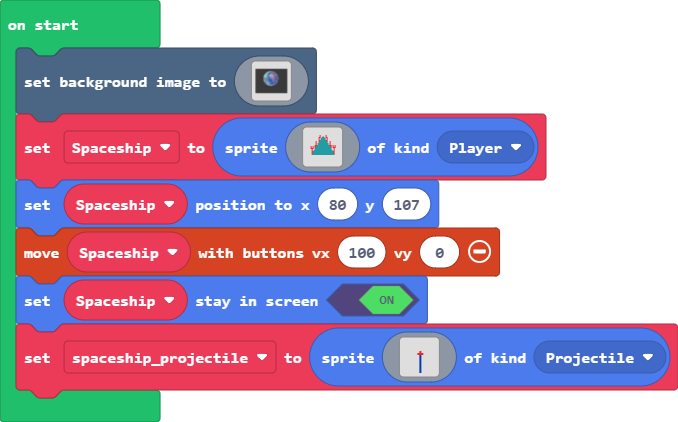 on start
set background image to
set Spaceship to sprite of kind Player
set Spaceship position to x 80 y 107
move Spaceship with buttons vx 100 vy 0
set Spaceship stay in screen ON
set spaceship_projectile to sprite of kind Projectile